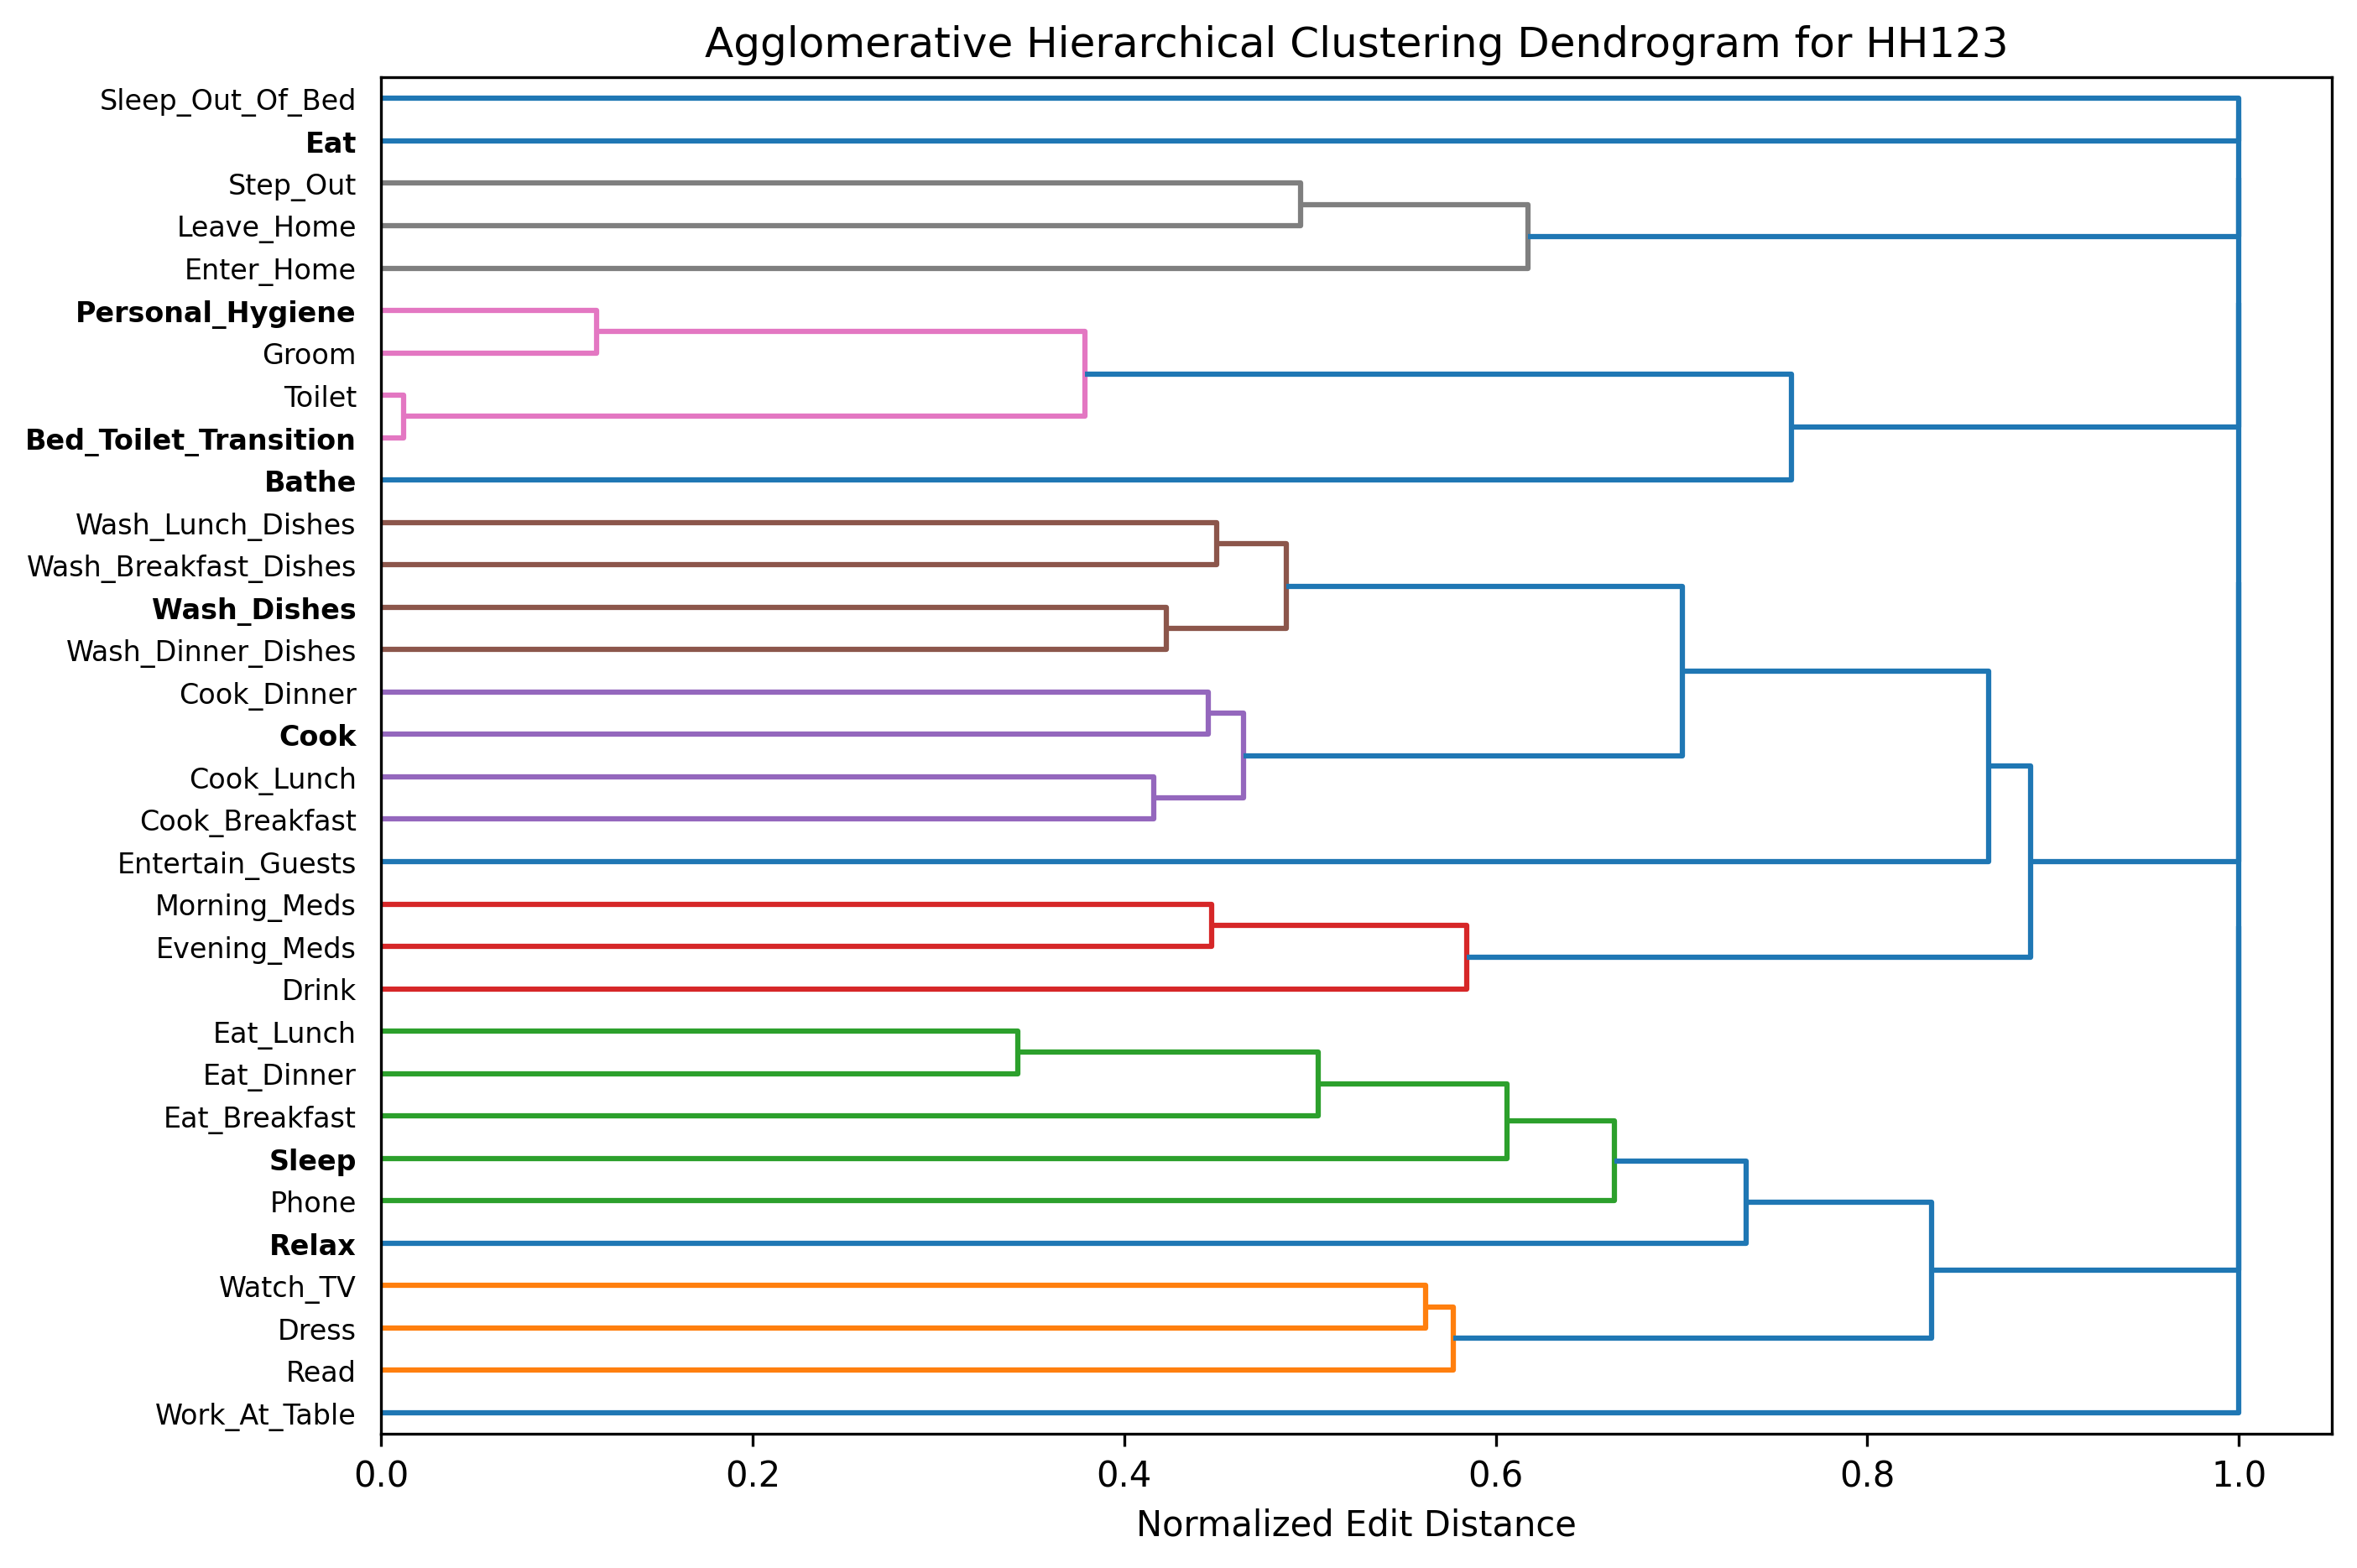 Agglomerative Hierarchical Clustering Dendrogram for HH123
Sleep_Out_Of_Bed
Eat
Step_Out
Leave_Home
Enter_Home
Personal_Hygiene
Groom
Toilet
Bed_Toilet_Transition
Bathe
Wash_Lunch_Dishes
Wash_Breakfast_Dishes
Wash_Dishes
Wash_Dinner_Dishes
Cook_Dinner
Cook
Cook_Lunch
Cook_Breakfast
Entertain_Guests
Morning_Meds
Evening_Meds
Drink
Eat_Lunch
Eat_Dinner
Eat_Breakfast
Sleep
Phone
Relax
Watch_TV
Dress
Read
Work_At_Table
0.0 0.2 0.4 0.6 0.8 1.0
Normalized Edit Distance